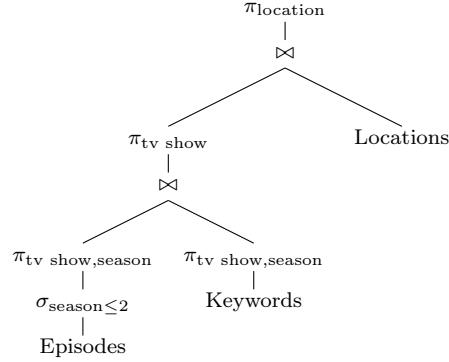 π_location
⋈
π_tv show
Locations
⋈
π_tv show,season
π_tv show,season
σ_season≤2
Keywords
Episodes